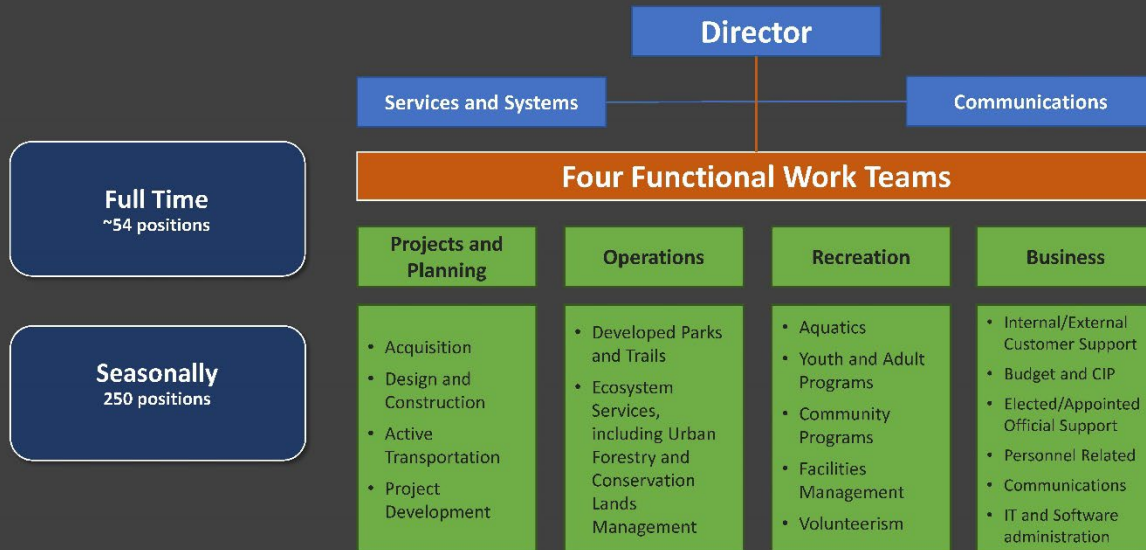 Director
Services and Systems
Communications
Full Time
~54 positions
Seasonally
250 positions
Four Functional Work Teams
Projects and
Planning
• Acquisition
• Design and
Construction
• Active
Transportation
• Project
Development
Operations
• Developed Parks
and Trails
• Ecosystem
Services,
including Urban
Forestry and
Conservation
Lands
Management
Recreation
• Aquatics
• Youth and Adult
Programs
• Community
Programs
• Facilities
Management
• Volunteerism
Business
• Internal/External
Customer Support
• Budget and CIP
• Elected/Appointed
Official Support
• Personnel Related
• Communications
• IT and Software
administration